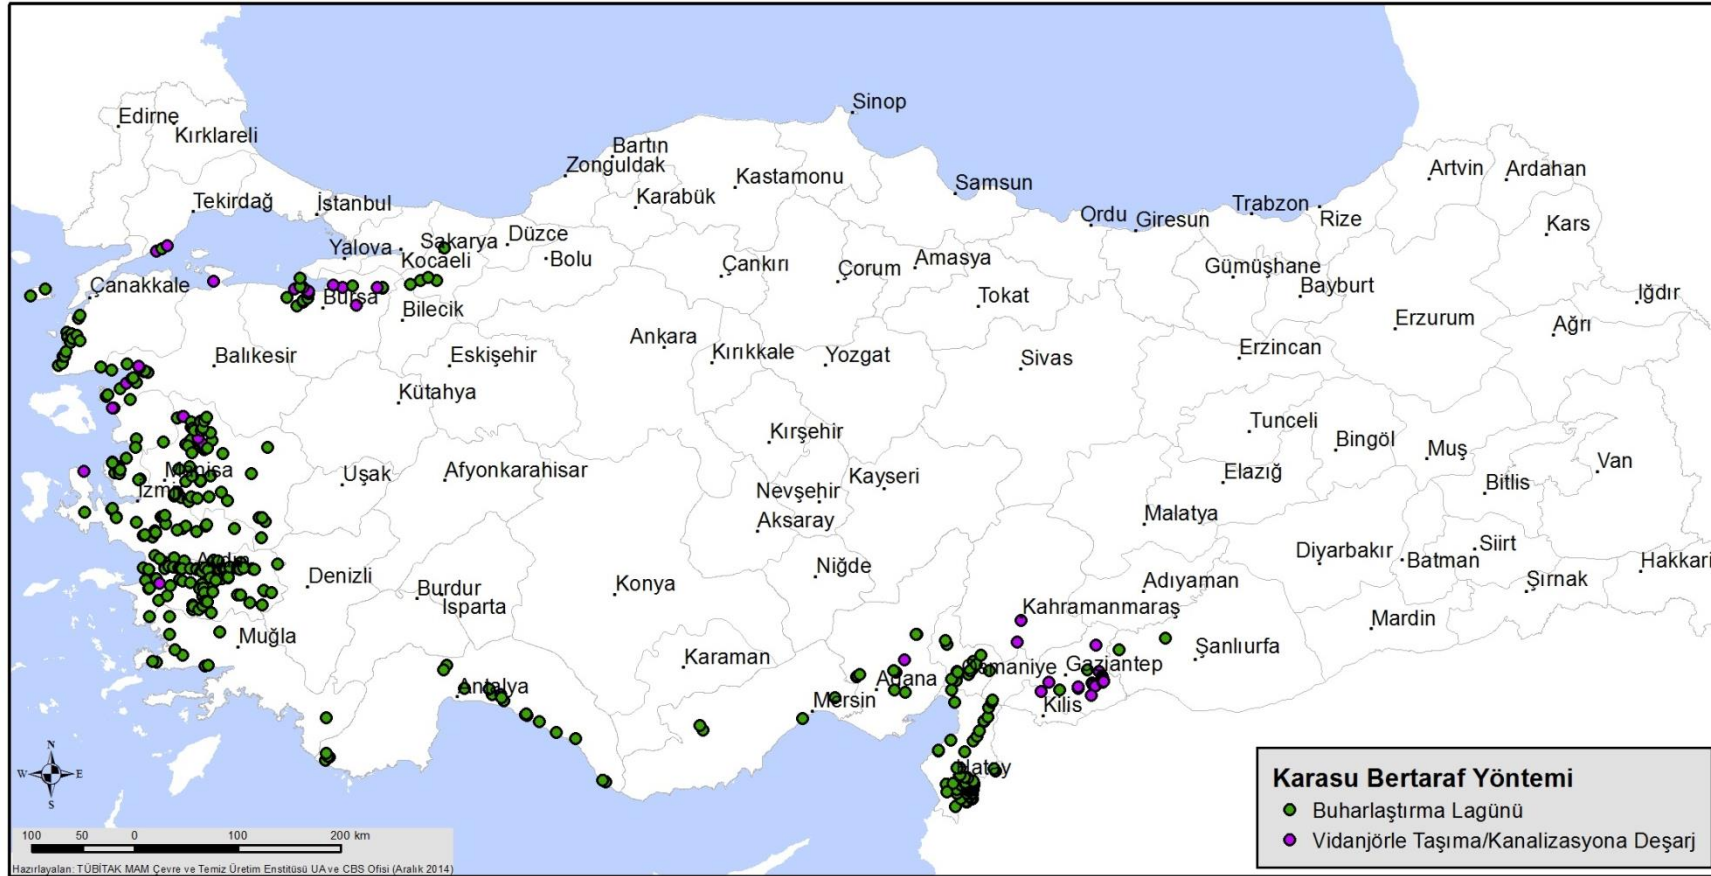 Edirne
Kırklareli
Tekirdağ
İstanbul
Sinop
Bartın
Zonguldak
Kastamonu
Karabük
Samsun
Artvin
Ardahan
Ordu
Giresun
Trabzon
Rize
Kars
Yalova
Sakarya
Kocaeli
Düzce
Bolu
Çankırı
Çorum
Amasya
Tokat
Gümüşhane
Bayburt
Iğdır
Çanakkale
Bursa
Bilecik
Ankara
Erzurum
Ağrı
Balıkesir
Eskişehir
Kırıkkale
Yozgat
Sivas
Erzincan
Kütahya
Tunceli
Bingöl
Muş
Kırşehir
Manisa
Uşak
Afyonkarahisar
Kayseri
Elazığ
Van
Bitlis
İzmir
Nevşehir
Aksaray
Malatya
Aydın
Denizli
Burdur
Isparta
Konya
Niğde
Diyarbakır
Batman
Siirt
Hakkari
Adıyaman
Şırnak
Kahramanmaraş
Mardin
Muğla
Karaman
Osmaniye
Gaziantep
Şanlıurfa
Antalya
Mersin
Adana
Kilis
Hatay
N
W
E
S
100 50 0 100 200 km
Hazırlayalan: TÜBİTAK MAM Çevre ve Temiz Üretim Enstitüsü UA ve CBS Ofisi (Aralık 2014)
Karasu Bertaraf Yöntemi
Buharlaştırma Lagünü
Vidanjörle Taşıma/Kanalizasyona Deşarj